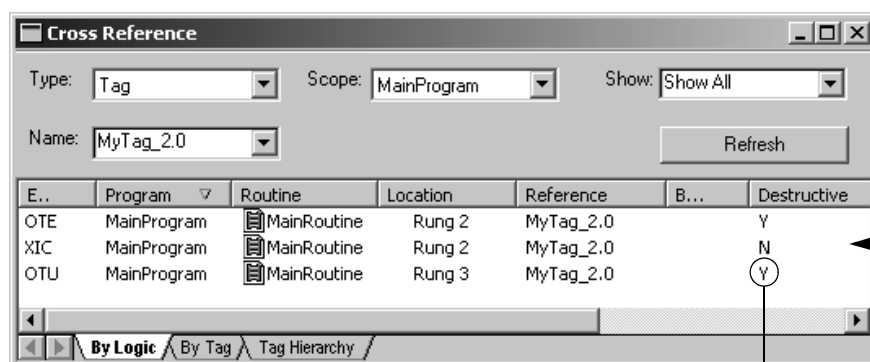 Cross Reference
Type: Tag Scope: MainProgram Show: Show All
Name: MyTag_2.0 Refresh
E.. Program Routine Location Reference B... Destructive
OTE MainProgram MainRoutine Rung 2 MyTag_2.0 Y
XIC MainProgram MainRoutine Rung 2 MyTag_2.0 N
OTU MainProgram MainRoutine Rung 3 MyTag_2.0 Y
By Logic By Tag Tag Hierarchy